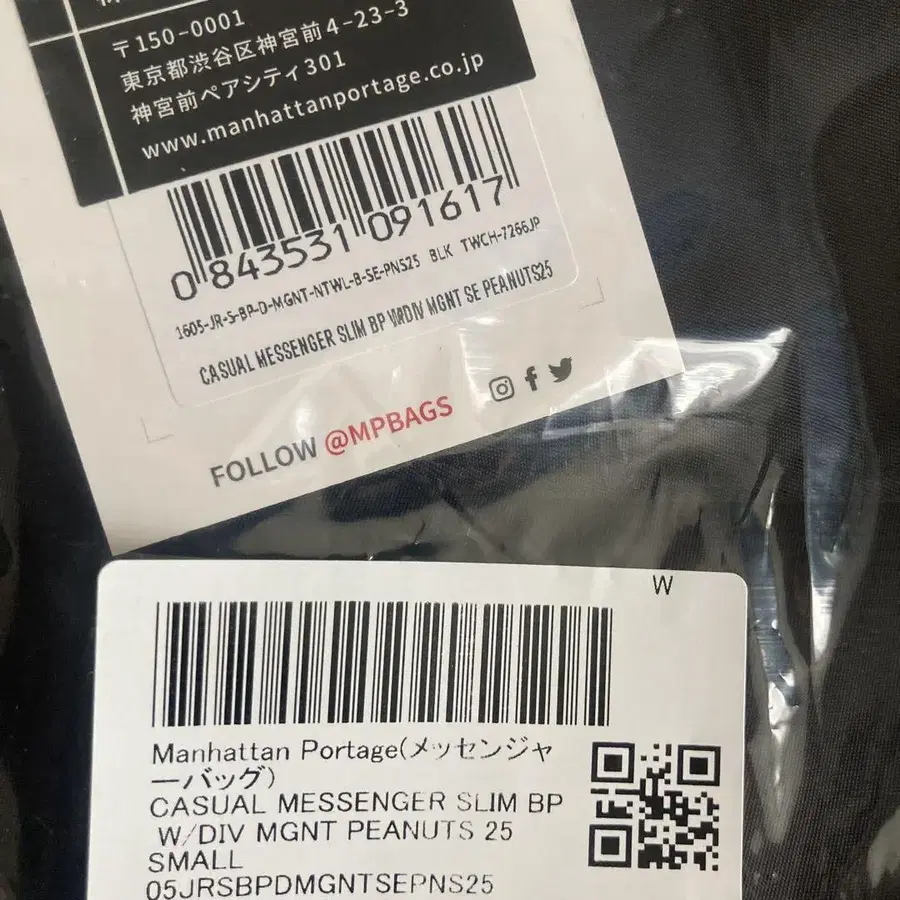 〒150-0001
東京都渋谷区神宮前4-23-3
神宮前ペアシティ301
www.manhattanportage.co.jp
0 843531 091617
1605-JR-S-BP-D-MGNT-NTWL-B-SE-PNS25 BLK TWCH-7266JP
CASUAL MESSENGER SLIM BP W/DIV MGNT SE PEANUTS25
FOLLOW @MPBAGS
W
Manhattan Portage(メッセンジャ
ーバッグ)
CASUAL MESSENGER SLIM BP
W/DIV MGNT PEANUTS 25
SMALL
05JRSBPDMGNTSEPNS25